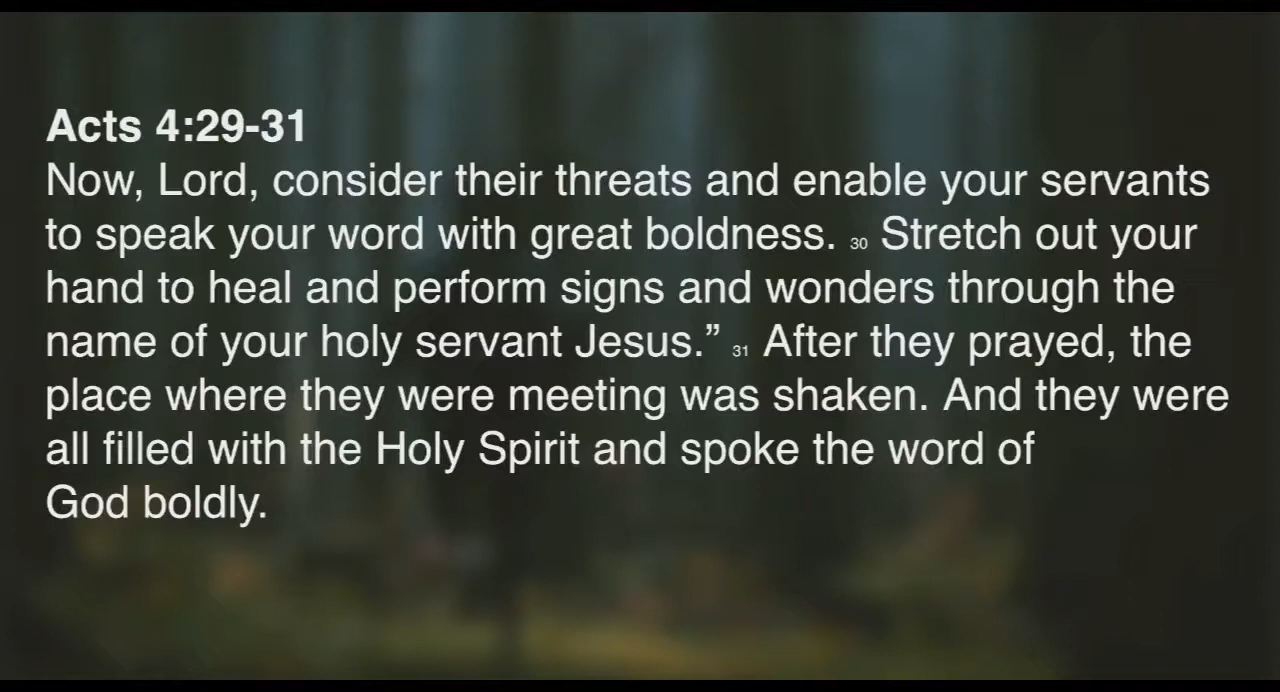 Acts 4:29-31
Now, Lord, consider their threats and enable your servants
to speak your word with great boldness. 30 Stretch out your
hand to heal and perform signs and wonders through the
name of your holy servant Jesus.” 31 After they prayed, the
place where they were meeting was shaken. And they were
all filled with the Holy Spirit and spoke the word of
God boldly.